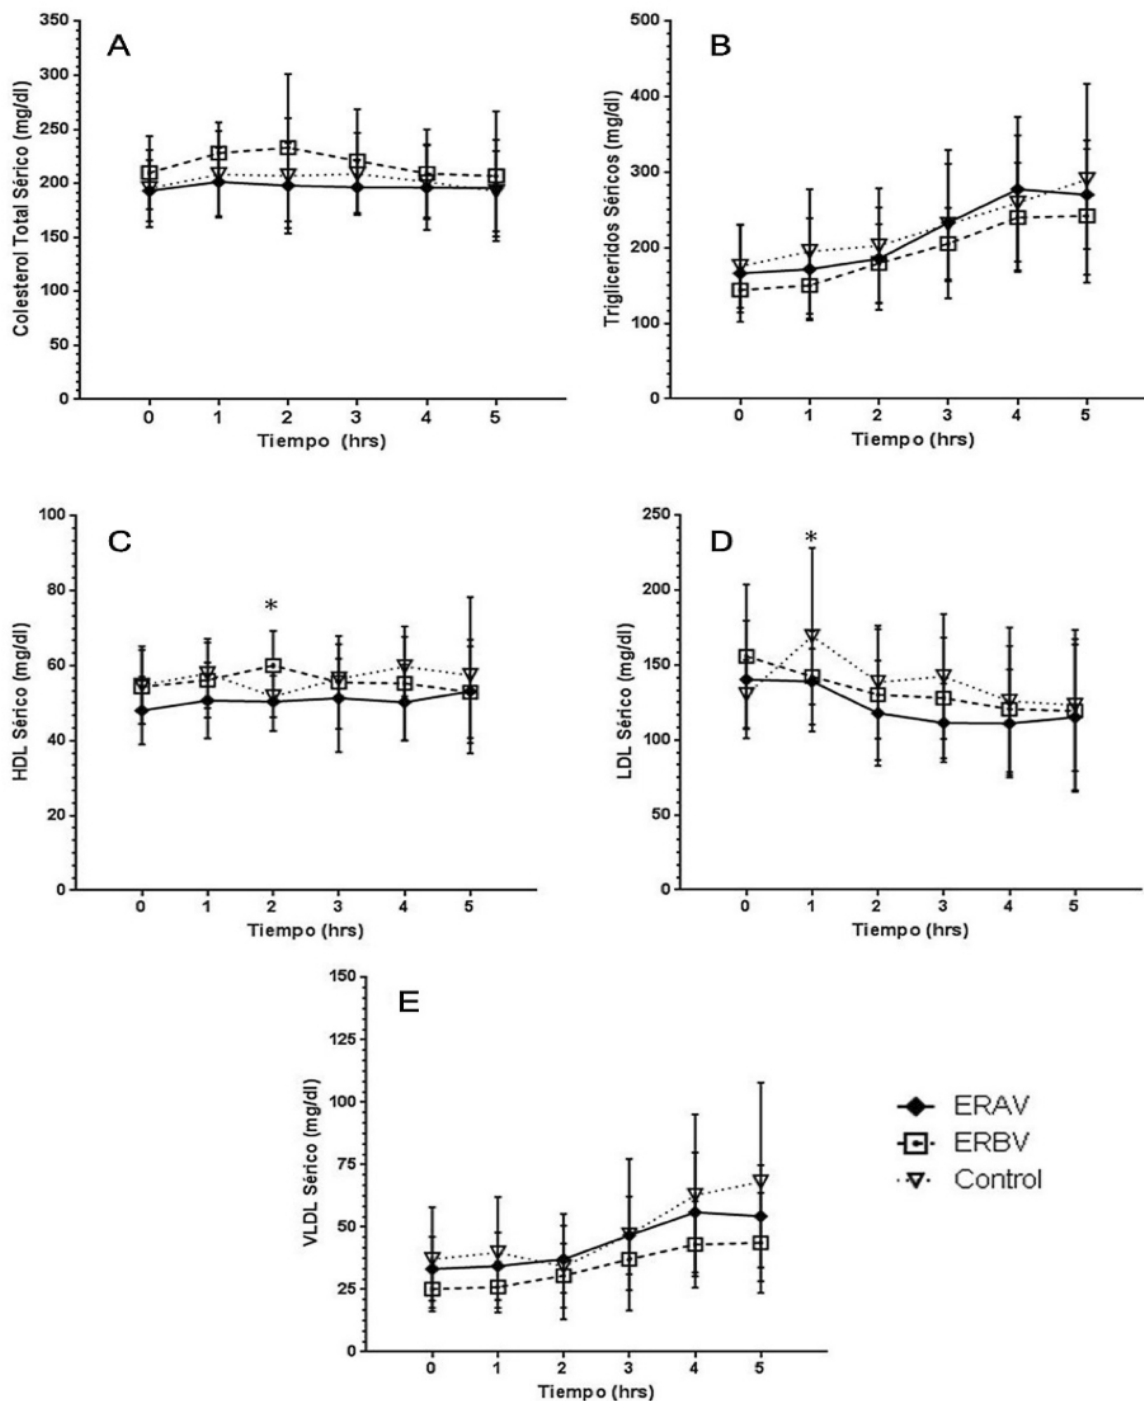 A
Colesterol Total Sérico (mg/dl)
350
300
250
200
150
100
50
0
0 1 2 3 4 5
Tiempo (hrs)
B
Trigliceridos Séricos (mg/dl)
500
400
300
200
100
0
0 1 2 3 4 5
Tiempo (hrs)
C
HDL Sérico (mg/dl)
100
80
60
40
20
0
*
0 1 2 3 4 5
Tiempo (hrs)
D
LDL Sérico (mg/dl)
250
200
150
100
50
0
*
0 1 2 3 4 5
Tiempo (hrs)
E
VLDL Sérico (mg/dl)
150
125
100
75
50
25
0
0 1 2 3 4 5
Tiempo (hrs)
ERAV
ERBV
Control